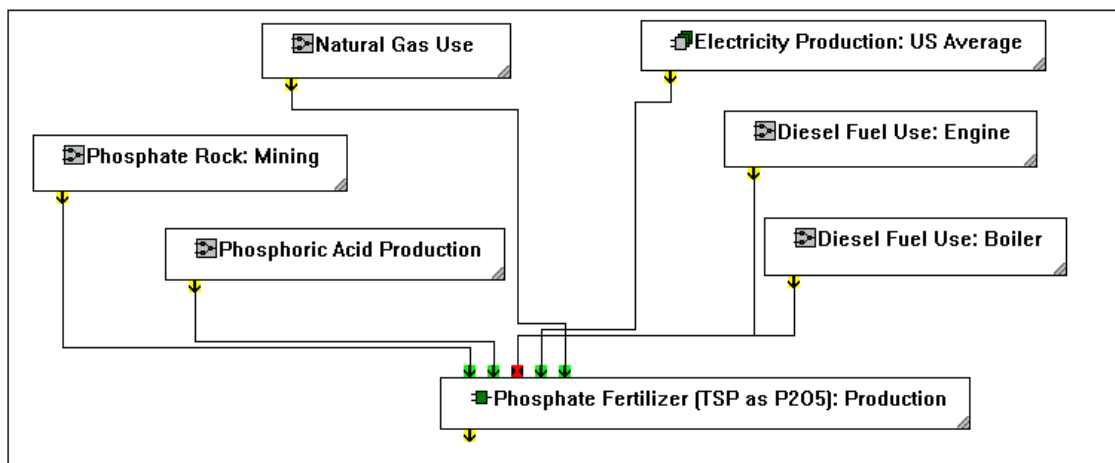 Natural Gas Use
Electricity Production: US Average
Diesel Fuel Use: Engine
Phosphate Rock: Mining
Phosphoric Acid Production
Diesel Fuel Use: Boiler
Phosphate Fertilizer (TSP as P2O5): Production